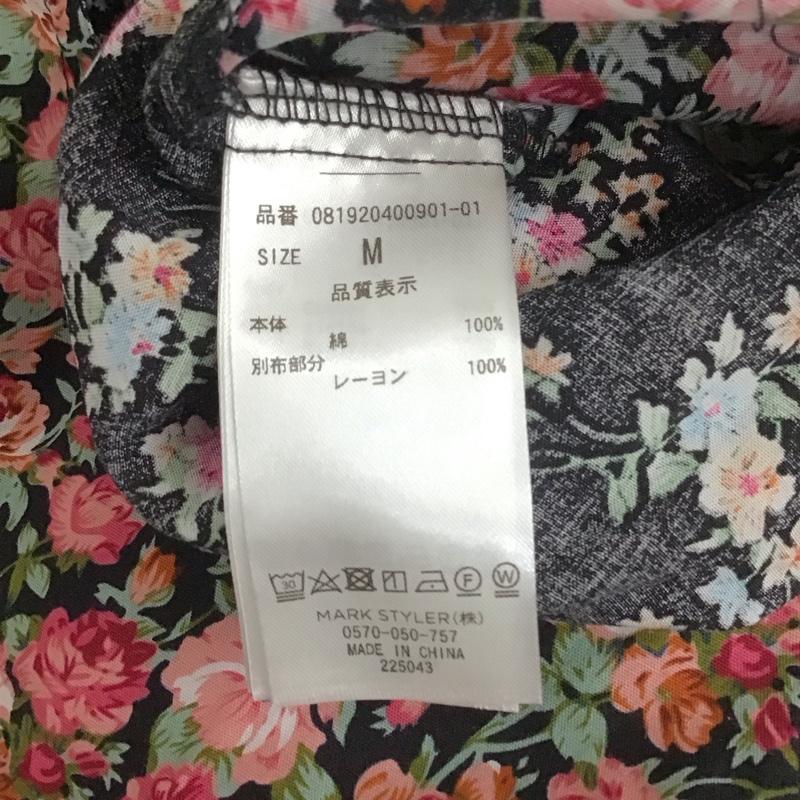 品番 081920400901-01
SIZE M
品質表示
本体 綿 100%
別布部分 レーヨン 100%
30
F W
MARK STYLER(株)
0570-050-757
MADE IN CHINA
225043